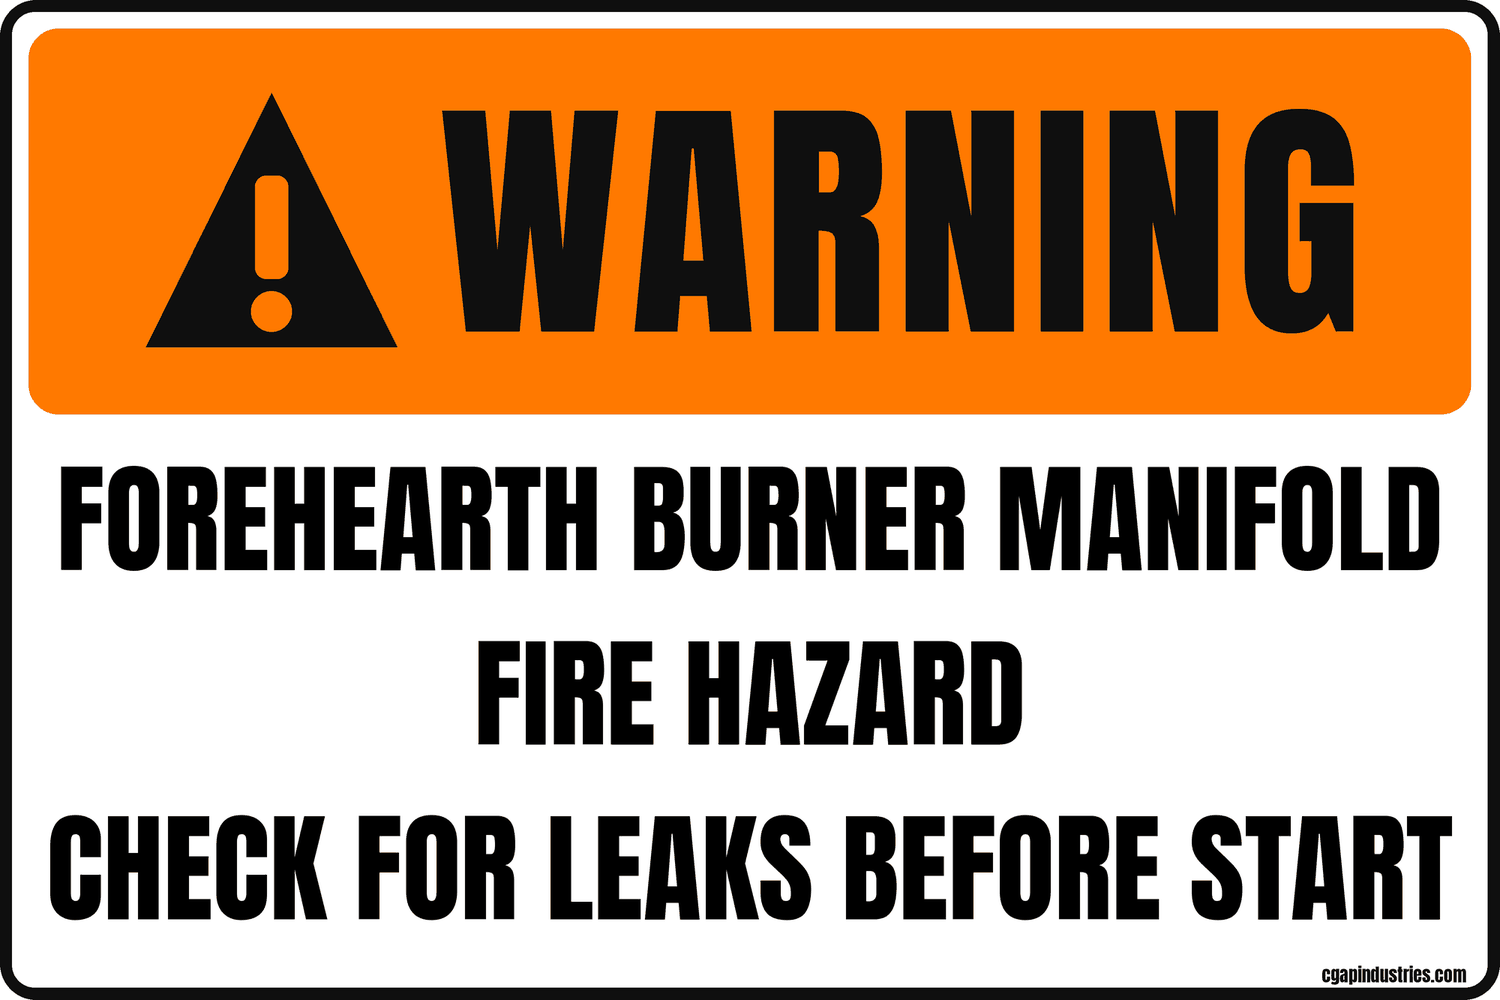 WARNING
FOREHEARTH BURNER MANIFOLD
FIRE HAZARD
CHECK FOR LEAKS BEFORE START
cgapindustries.com